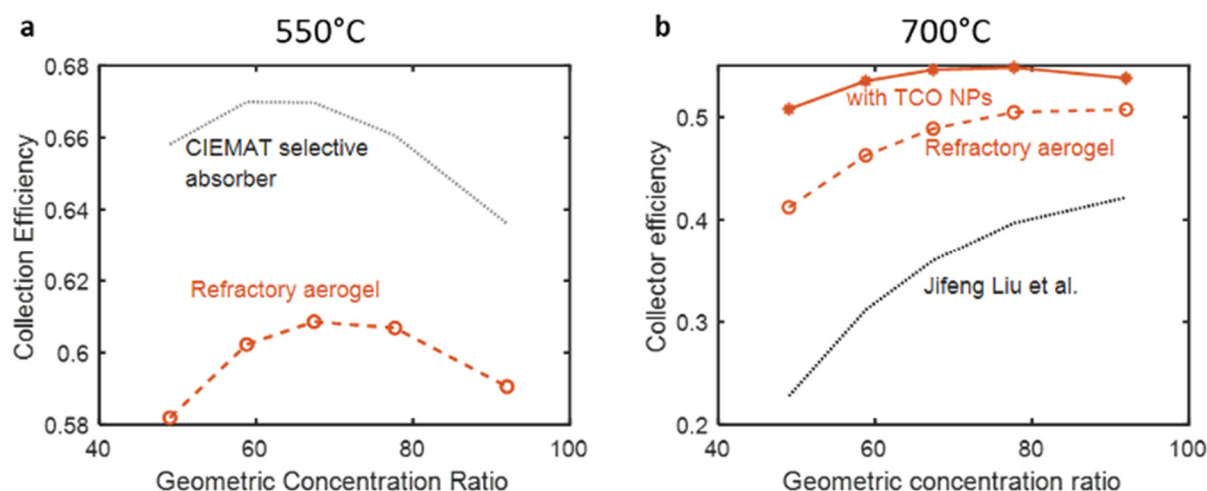 a
550°C
0.68
0.66
0.64
0.62
0.6
0.58
Collection Efficiency
CIEMAT selective
absorber
Refractory aerogel
40
60
80
100
Geometric Concentration Ratio
b
700°C
0.5
0.4
0.3
0.2
Collector efficiency
with TCO NPs
Refractory aerogel
Jifeng Liu et al.
40
60
80
100
Geometric concentration ratio